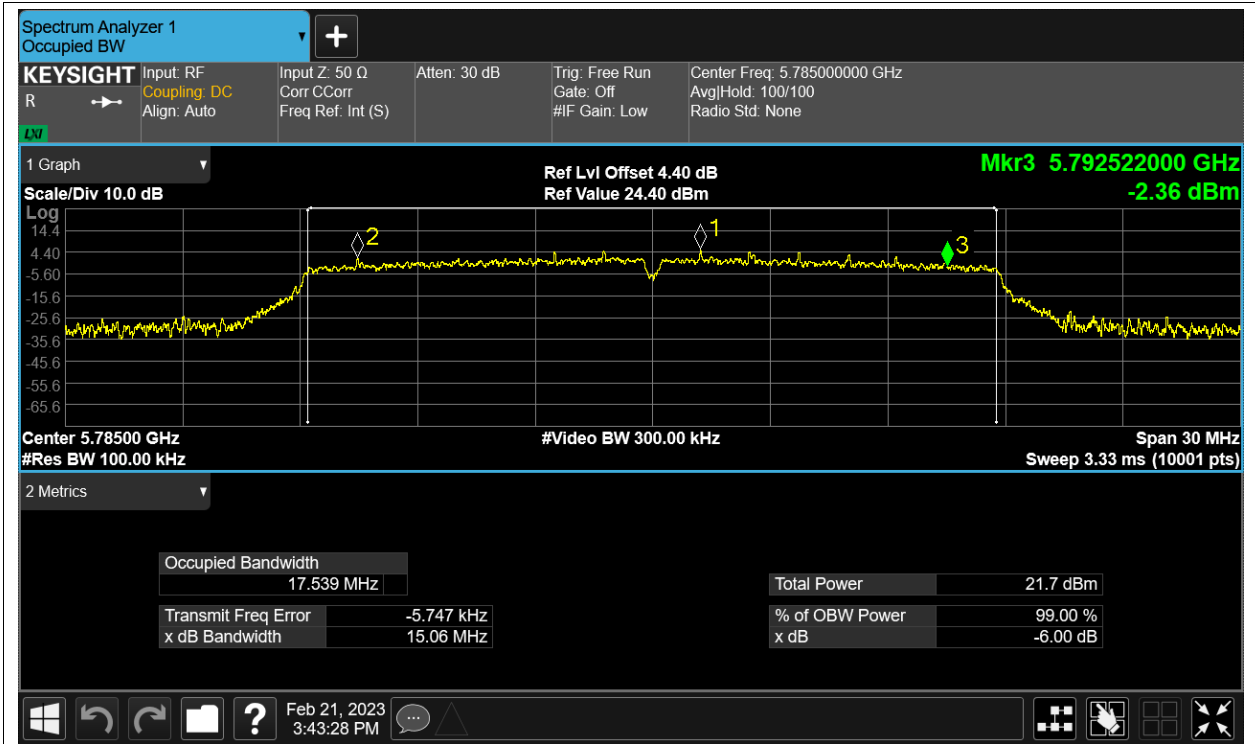 Spectrum Analyzer 1
Occupied BW
▼
+
KEYSIGHT
R
LXI
Input: RF
Coupling: DC
Align: Auto
Input Z: 50 Ω
Corr CCorr
Freq Ref: Int (S)
Atten: 30 dB
Trig: Free Run
Gate: Off
#IF Gain: Low
Center Freq: 5.785000000 GHz
Avg|Hold: 100/100
Radio Std: None
1 Graph ▼
Scale/Div 10.0 dB
Ref Lvl Offset 4.40 dB
Ref Value 24.40 dBm
Mkr3 5.792522000 GHz
-2.36 dBm
Log
14.4
4.40
-5.60
-15.6
-25.6
-35.6
-45.6
-55.6
-65.6
2
1
3
Center 5.78500 GHz
#Res BW 100.00 kHz
#Video BW 300.00 kHz
Span 30 MHz
Sweep 3.33 ms (10001 pts)
2 Metrics ▼
Occupied Bandwidth
17.539 MHz
Transmit Freq Error -5.747 kHz
x dB Bandwidth 15.06 MHz
Total Power 21.7 dBm
% of OBW Power 99.00 %
x dB -6.00 dB
?
Feb 21, 2023
3:43:28 PM